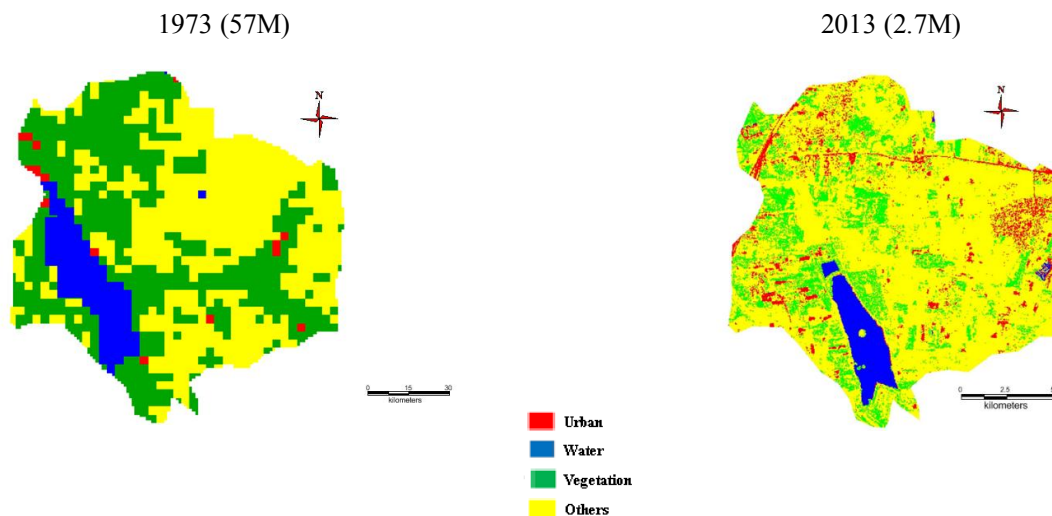 1973 (57M)
2013 (2.7M)
N
N
0 15 30
kilometers
0 2.5
kilometers
Urban
Water
Vegetation
Others